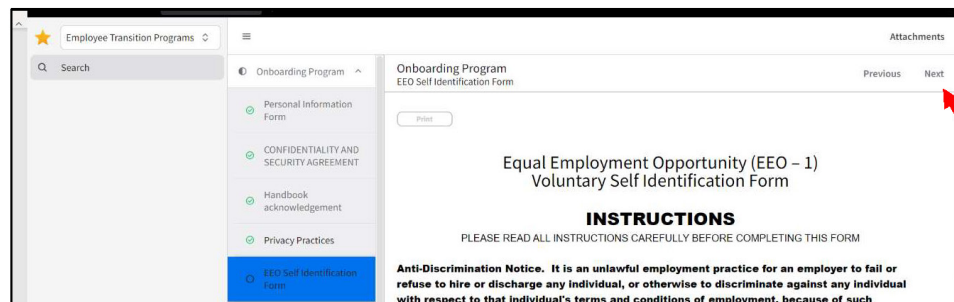 Employee Transition Programs
Attachments
Search
Onboarding Program
Onboarding Program
EEO Self Identification Form
Previous
Next
Personal Information
Form
CONFIDENTIALITY AND
SECURITY AGREEMENT
Handbook
acknowledgement
Privacy Practices
EEO Self Identification
Form
Print
Equal Employment Opportunity (EEO – 1)
Voluntary Self Identification Form
INSTRUCTIONS
PLEASE READ ALL INSTRUCTIONS CAREFULLY BEFORE COMPLETING THIS FORM
Anti-Discrimination Notice. It is an unlawful employment practice for an employer to fail or
refuse to hire or discharge any individual, or otherwise to discriminate against any individual
with respect to that individual's terms and conditions of employment, because of such